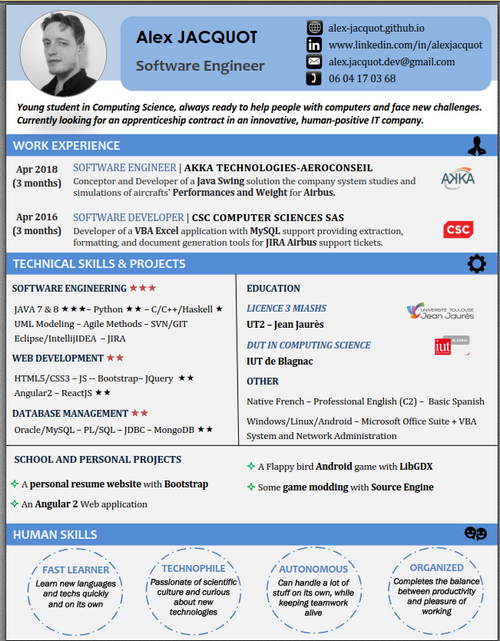 Alex JACQUOT
Software Engineer
alex-jacquot.github.io
www.linkedin.com/in/alexjacquot
alex.jacquot.dev@gmail.com
06 04 17 03 68
Young student in Computing Science, always ready to help people with computers and face new challenges.
Currently looking for an apprenticeship contract in an innovative, human-positive IT company.
WORK EXPERIENCE
Apr 2018
(3 months)
SOFTWARE ENGINEER | AKKA TECHNOLOGIES-AEROCONSEIL
Conceptor and Developer of a Java Swing solution the company system studies and
simulations of aircrafts' Performances and Weight for Airbus.
AKKA
Apr 2016
(3 months)
SOFTWARE DEVELOPER | CSC COMPUTER SCIENCES SAS
Developer of a VBA Excel application with MySQL support providing extraction,
formatting, and document generation tools for JIRA Airbus support tickets.
CSC
TECHNICAL SKILLS & PROJECTS
SOFTWARE ENGINEERING ★★★
JAVA 7 & 8 ★★★– Python ★★ – C/C++/Haskell ★
UML Modeling – Agile Methods – SVN/GIT
Eclipse/IntellijIDEA – JIRA
WEB DEVELOPMENT ★★
HTML5/CSS3 – JS -- Bootstrap– JQuery ★★
Angular2 – ReactJS ★★
DATABASE MANAGEMENT ★★
Oracle/MySQL – PL/SQL – JDBC – MongoDB ★★
EDUCATION
LICENCE 3 MIASHS
UT2 – Jean Jaurès
UNIVERSITÉ TOULOUSE
Jean Jaurès
DUT IN COMPUTING SCIENCE
IUT de Blagnac
iut
OTHER
Native French – Professional English (C2) – Basic Spanish
Windows/Linux/Android – Microsoft Office Suite + VBA
System and Network Administration
SCHOOL AND PERSONAL PROJECTS
A personal resume website with Bootstrap
An Angular 2 Web application
A Flappy bird Android game with LibGDX
Some game modding with Source Engine
HUMAN SKILLS
FAST LEARNER
Learn new languages
and techs quickly
and on its own
TECHNOPHILE
Passionate of scientific
culture and curious
about new
technologies
AUTONOMOUS
Can handle a lot of
stuff on its own, while
keeping teamwork
alive
ORGANIZED
Completes the balance
between productivity
and pleasure of
working